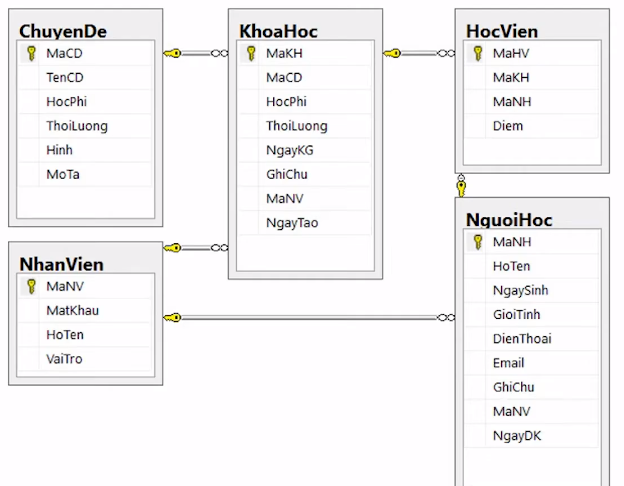 ChuyenDe
MaCD
TenCD
HocPhi
ThoiLuong
Hinh
MoTa
KhoaHoc
MaKH
MaCD
HocPhi
ThoiLuong
NgayKG
GhiChu
MaNV
NgayTao
HocVien
MaHV
MaKH
MaNH
Diem
NhanVien
MaNV
MatKhau
HoTen
VaiTro
NguoiHoc
MaNH
HoTen
NgaySinh
GioiTinh
DienThoai
Email
GhiChu
MaNV
NgayDK